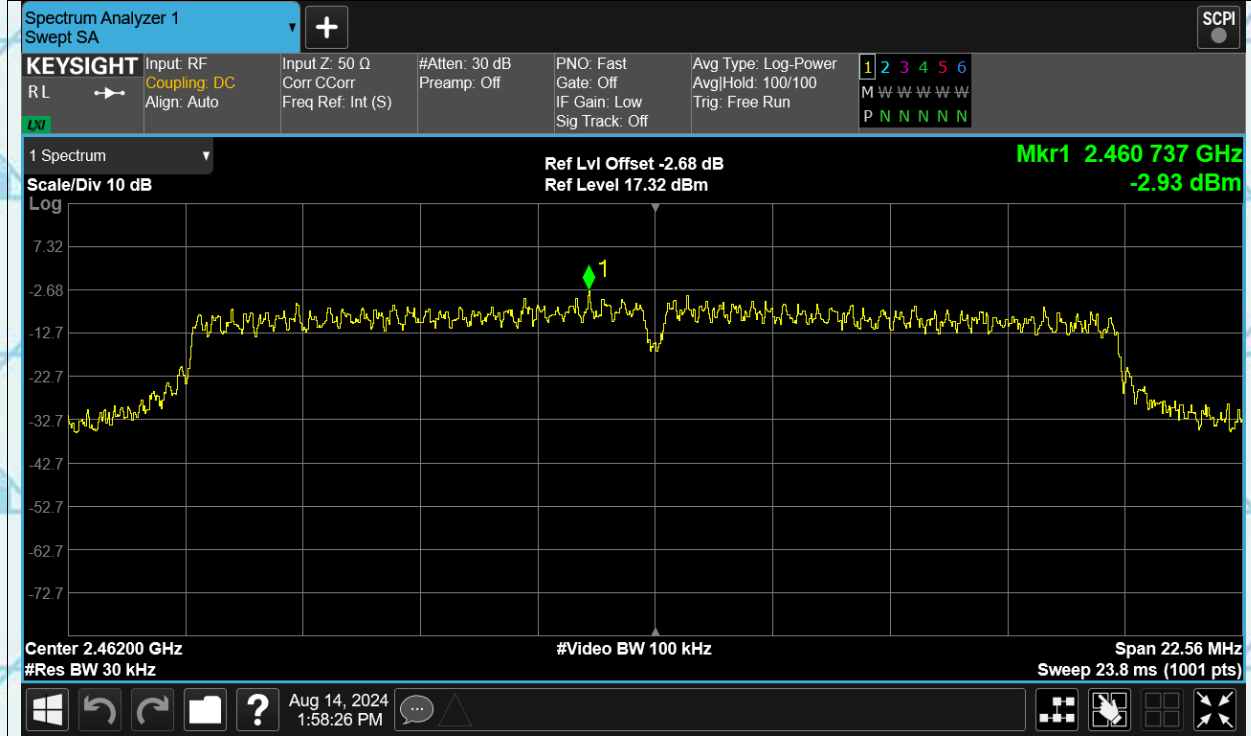 Spectrum Analyzer 1
Swept SA
SCPI
KEYSIGHT
R L
LXI
Input: RF
Coupling: DC
Align: Auto
Input Z: 50 Ω
Corr CCorr
Freq Ref: Int (S)
#Atten: 30 dB
Preamp: Off
PNO: Fast
Gate: Off
IF Gain: Low
Sig Track: Off
Avg Type: Log-Power
Avg|Hold: 100/100
Trig: Free Run
1 2 3 4 5 6
M W W W W W
P N N N N N
1 Spectrum
Scale/Div 10 dB
Log
Ref Lvl Offset -2.68 dB
Ref Level 17.32 dBm
Mkr1 2.460 737 GHz
-2.93 dBm
1
7.32
-2.68
-12.7
-22.7
-32.7
-42.7
-52.7
-62.7
-72.7
Center 2.46200 GHz
#Res BW 30 kHz
#Video BW 100 kHz
Span 22.56 MHz
Sweep 23.8 ms (1001 pts)
?
Aug 14, 2024
1:58:26 PM